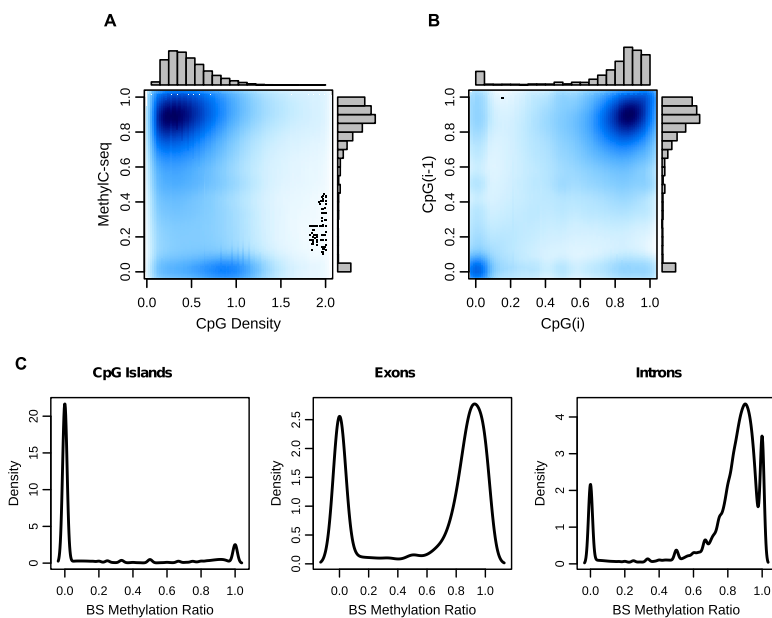 A
B
MethylC-seq
0.0 0.2 0.4 0.6 0.8 1.0
0.0 0.5 1.0 1.5 2.0
CpG Density
CpG(i-1)
0.0 0.2 0.4 0.6 0.8 1.0
0.0 0.2 0.4 0.6 0.8 1.0
CpG(i)
C
CpG Islands
Density
0 5 10 15 20
0.0 0.2 0.4 0.6 0.8 1.0
BS Methylation Ratio
Exons
Density
0.0 0.5 1.0 1.5 2.0 2.5
0.0 0.2 0.4 0.6 0.8 1.0
BS Methylation Ratio
Introns
Density
0 1 2 3 4
0.0 0.2 0.4 0.6 0.8 1.0
BS Methylation Ratio